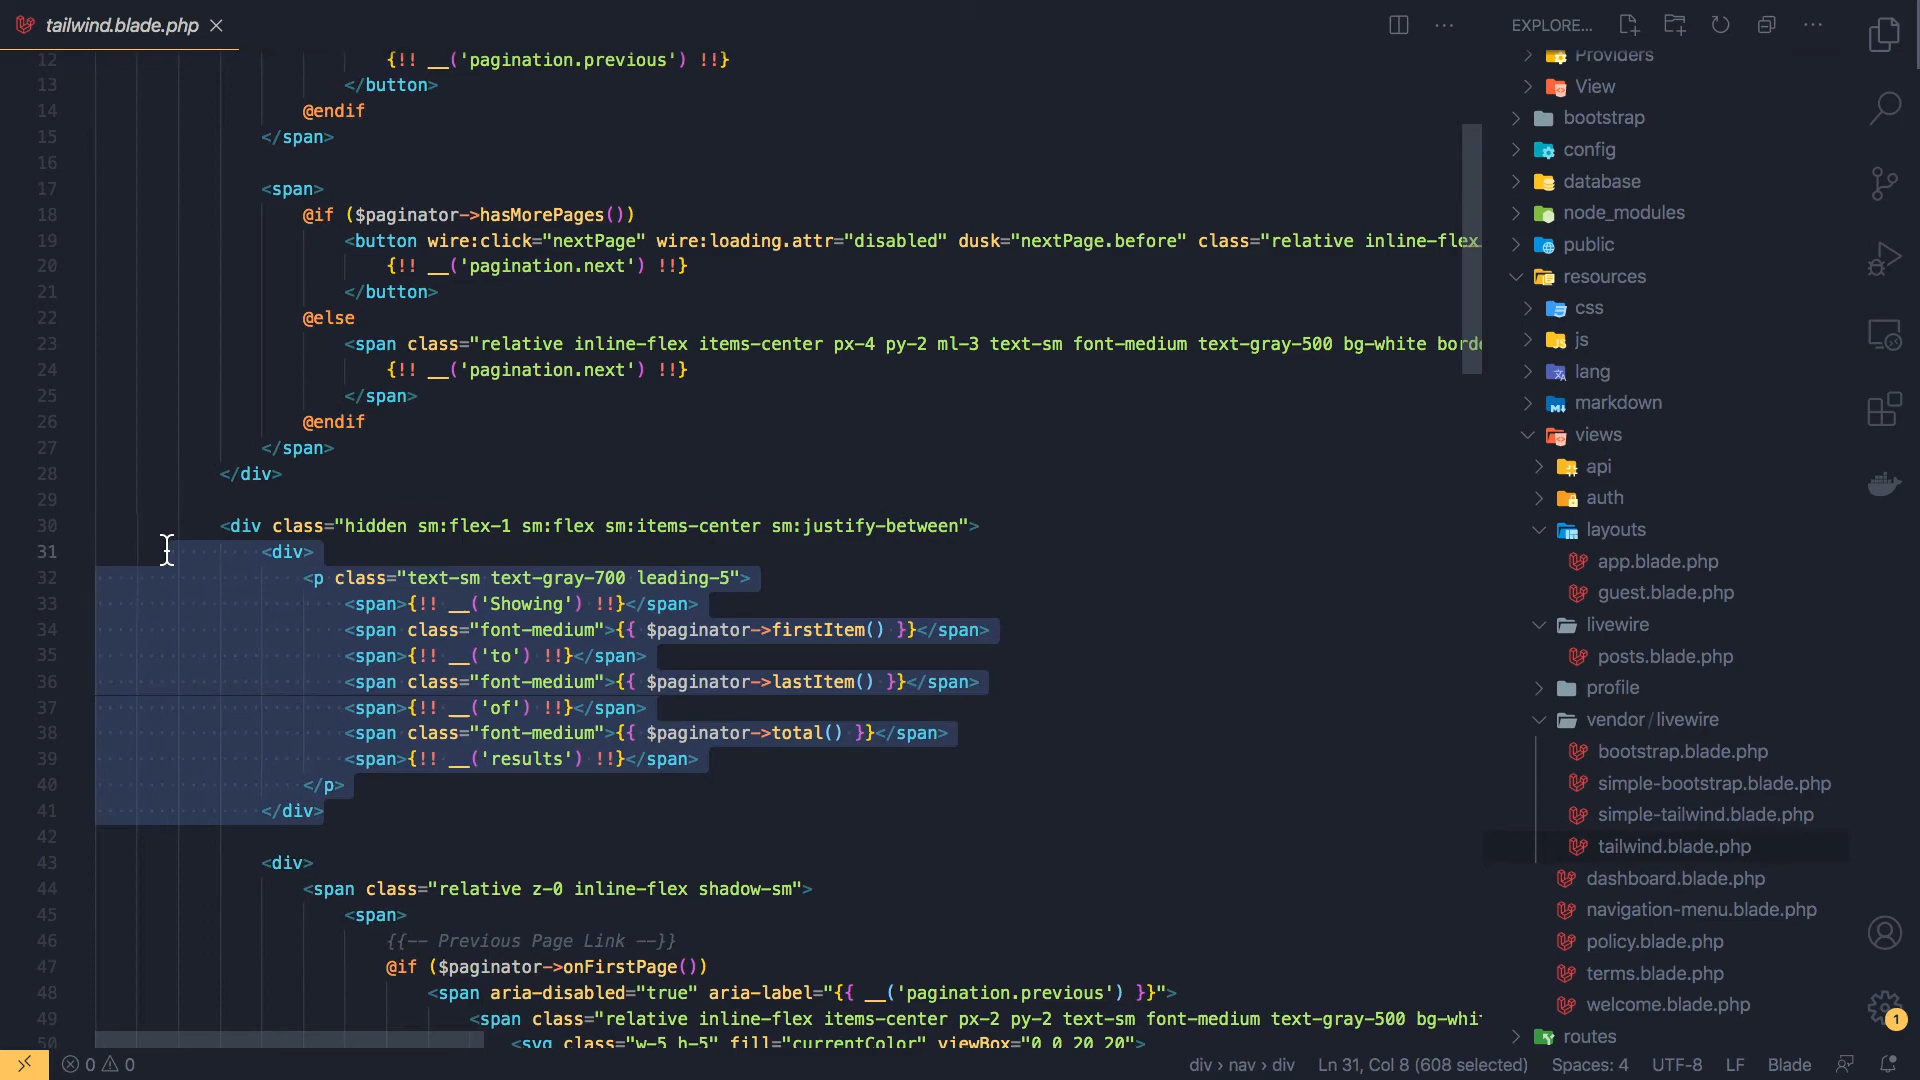 tailwind.blade.php
12 {!! __('pagination.previous') !!}
13 </button>
14 @endif
15 </span>
16
17 <span>
18 @if ($paginator->hasMorePages())
19 <button wire:click="nextPage" wire:loading.attr="disabled" dusk="nextPage.before" class="relative inline-flex
20 {!! __('pagination.next') !!}
21 </button>
22 @else
23 <span class="relative inline-flex items-center px-4 py-2 ml-3 text-sm font-medium text-gray-500 bg-white borde
24 {!! __('pagination.next') !!}
25 </span>
26 @endif
27 </span>
28 </div>
29
30 <div class="hidden sm:flex-1 sm:flex sm:items-center sm:justify-between">
31 <div>
32 <p class="text-sm text-gray-700 leading-5">
33 <span>{!! __('Showing') !!}</span>
34 <span class="font-medium">{{ $paginator->firstItem() }}</span>
35 <span>{!! __('to') !!}</span>
36 <span class="font-medium">{{ $paginator->lastItem() }}</span>
37 <span>{!! __('of') !!}</span>
38 <span class="font-medium">{{ $paginator->total() }}</span>
39 <span>{!! __('results') !!}</span>
40 </p>
41 </div>
42
43 <div>
44 <span class="relative z-0 inline-flex shadow-sm">
45 <span>
46 {{-- Previous Page Link --}}
47 @if ($paginator->onFirstPage())
48 <span aria-disabled="true" aria-label="{{ __('pagination.previous') }}">
49 <span class="relative inline-flex items-center px-2 py-2 text-sm font-medium text-gray-500 bg-whi
50 <svg class="w-5 h-5" fill="currentColor" viewBox="0 0 20 20">
EXPLORE...
Providers
View
bootstrap
config
database
node_modules
public
resources
css
js
lang
markdown
views
api
auth
layouts
app.blade.php
guest.blade.php
livewire
posts.blade.php
profile
vendor / livewire
bootstrap.blade.php
simple-bootstrap.blade.php
simple-tailwind.blade.php
tailwind.blade.php
dashboard.blade.php
navigation-menu.blade.php
policy.blade.php
terms.blade.php
welcome.blade.php
routes
1
0 0
div › nav › div
Ln 31, Col 8 (608 selected)
Spaces: 4
UTF-8
LF
Blade